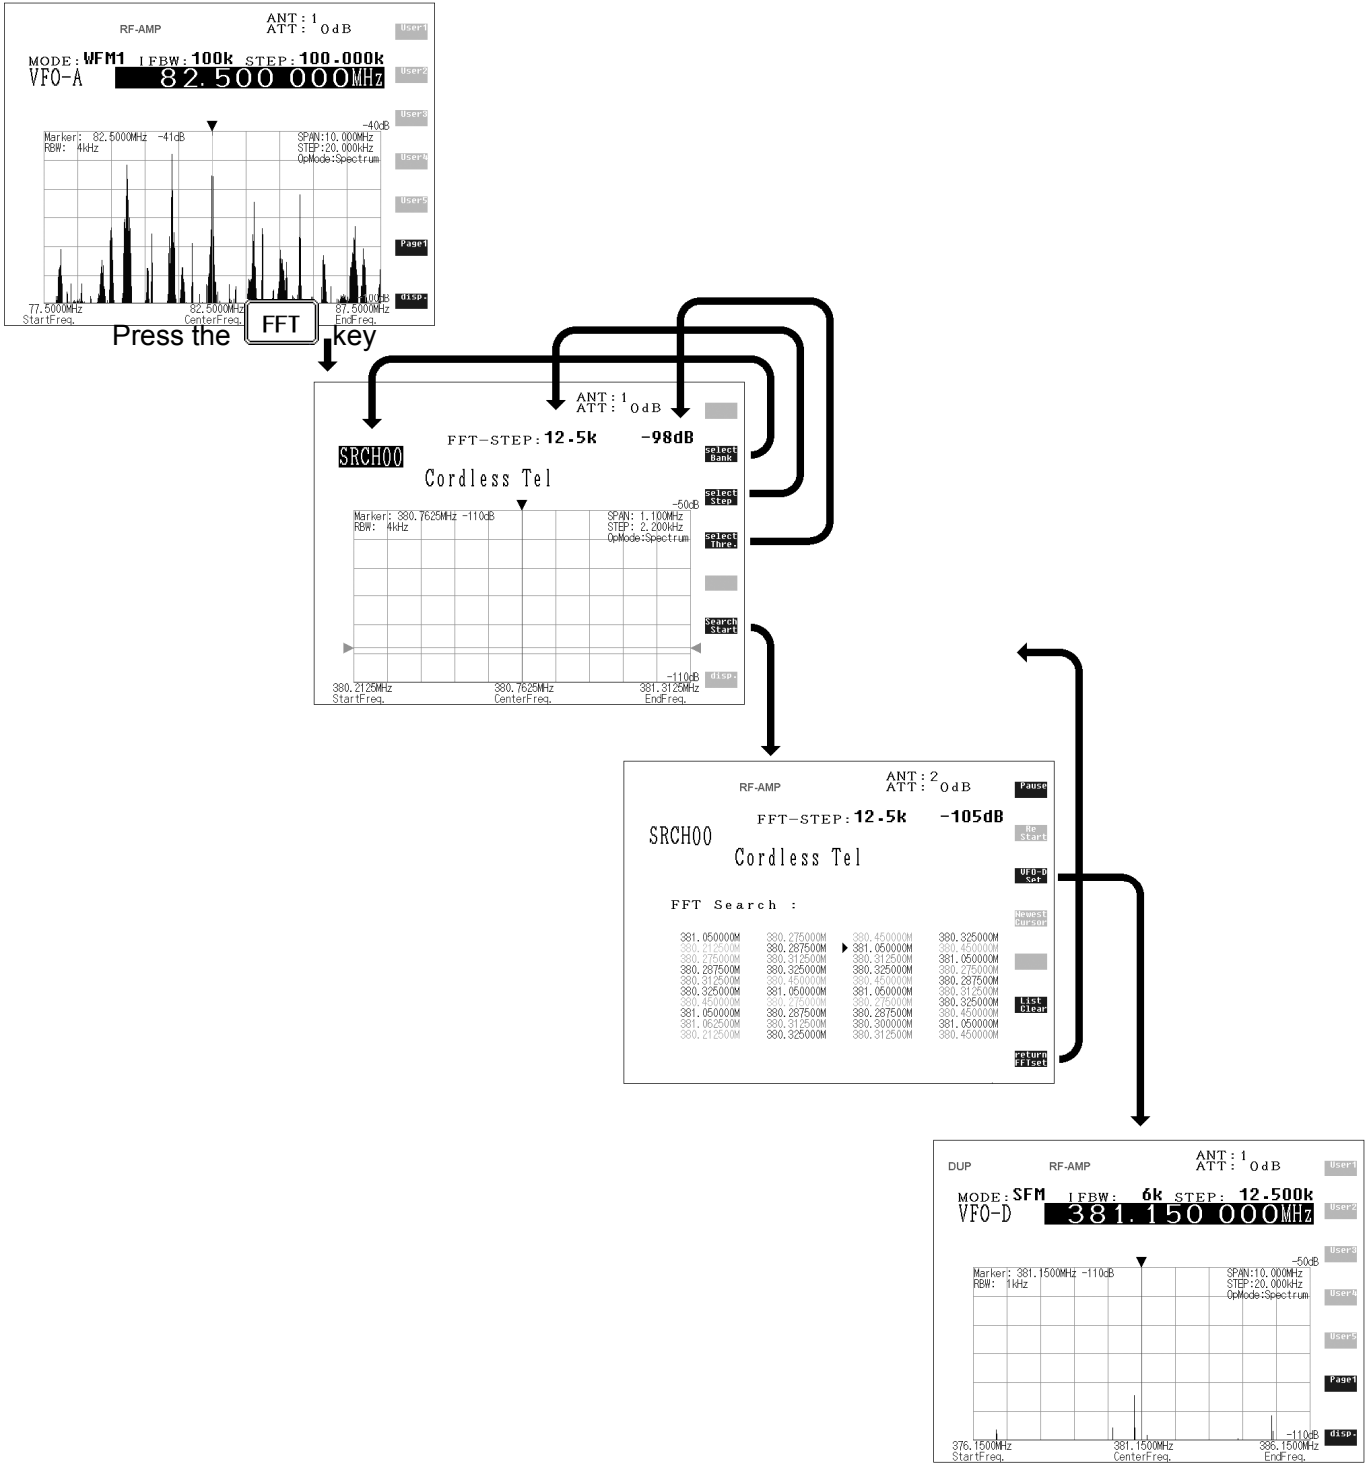 ANT:1
RF-AMP
ATT: 0dB
User1
MODE:WFM1 IFBW:100k STEP:100.000k
VFO-A 82.500 000MHz
User2
User3
-40dB
Marker: 82.5000MHz -41dB SPAN:10.000MHz
RBW: 4kHz STEP:20.000kHz
OpMode:Spectrum
User4
User5
Page1
disp.
77.5000MHz 82.5000MHz 87.5000MHz
StartFreq. CenterFreq. EndFreq.
Press the FFT key
ANT:1
ATT: 0dB
FFT-STEP:12.5k -98dB
SRCH00
select Bank
Cordless Tel
select Step
-50dB
Marker: 380.7625MHz -110dB SPAN: 1.100MHz
RBW: 4kHz STEP: 2.200kHz
OpMode:Spectrum
select Thre.
Search Start
-110dB
disp.
380.2125MHz 380.7625MHz 381.3125MHz
StartFreq. CenterFreq. EndFreq.
ANT:2
RF-AMP
ATT: 0dB
Pause
FFT-STEP:12.5k -105dB
SRCH00
Re Start
Cordless Tel
VFO-D Set
FFT Search :
Newest Cursor
381.050000M 380.275000M 380.450000M 380.325000M
380.212500M 380.287500M 381.050000M 380.450000M
380.275000M 380.312500M 380.312500M 381.050000M
380.287500M 380.325000M 380.325000M 380.275000M
380.312500M 380.450000M 380.450000M 380.287500M
380.325000M 381.050000M 381.050000M 380.312500M
380.450000M 380.275000M 380.275000M 380.325000M
381.050000M 380.287500M 380.287500M 380.450000M
381.062500M 380.312500M 380.300000M 381.050000M
380.212500M 380.325000M 380.312500M 380.450000M
List Clear
return FFTset
ANT:1
DUP RF-AMP
ATT: 0dB
User1
MODE:SFM IFBW: 6k STEP: 12.500k
VFO-D 381.150 000MHz
User2
User3
-50dB
Marker: 381.1500MHz -110dB SPAN:10.000MHz
RBW: 1kHz STEP:20.000kHz
OpMode:Spectrum
User4
User5
Page1
-110dB
disp.
376.1500MHz 381.1500MHz 386.1500MHz
StartFreq. CenterFreq. EndFreq.